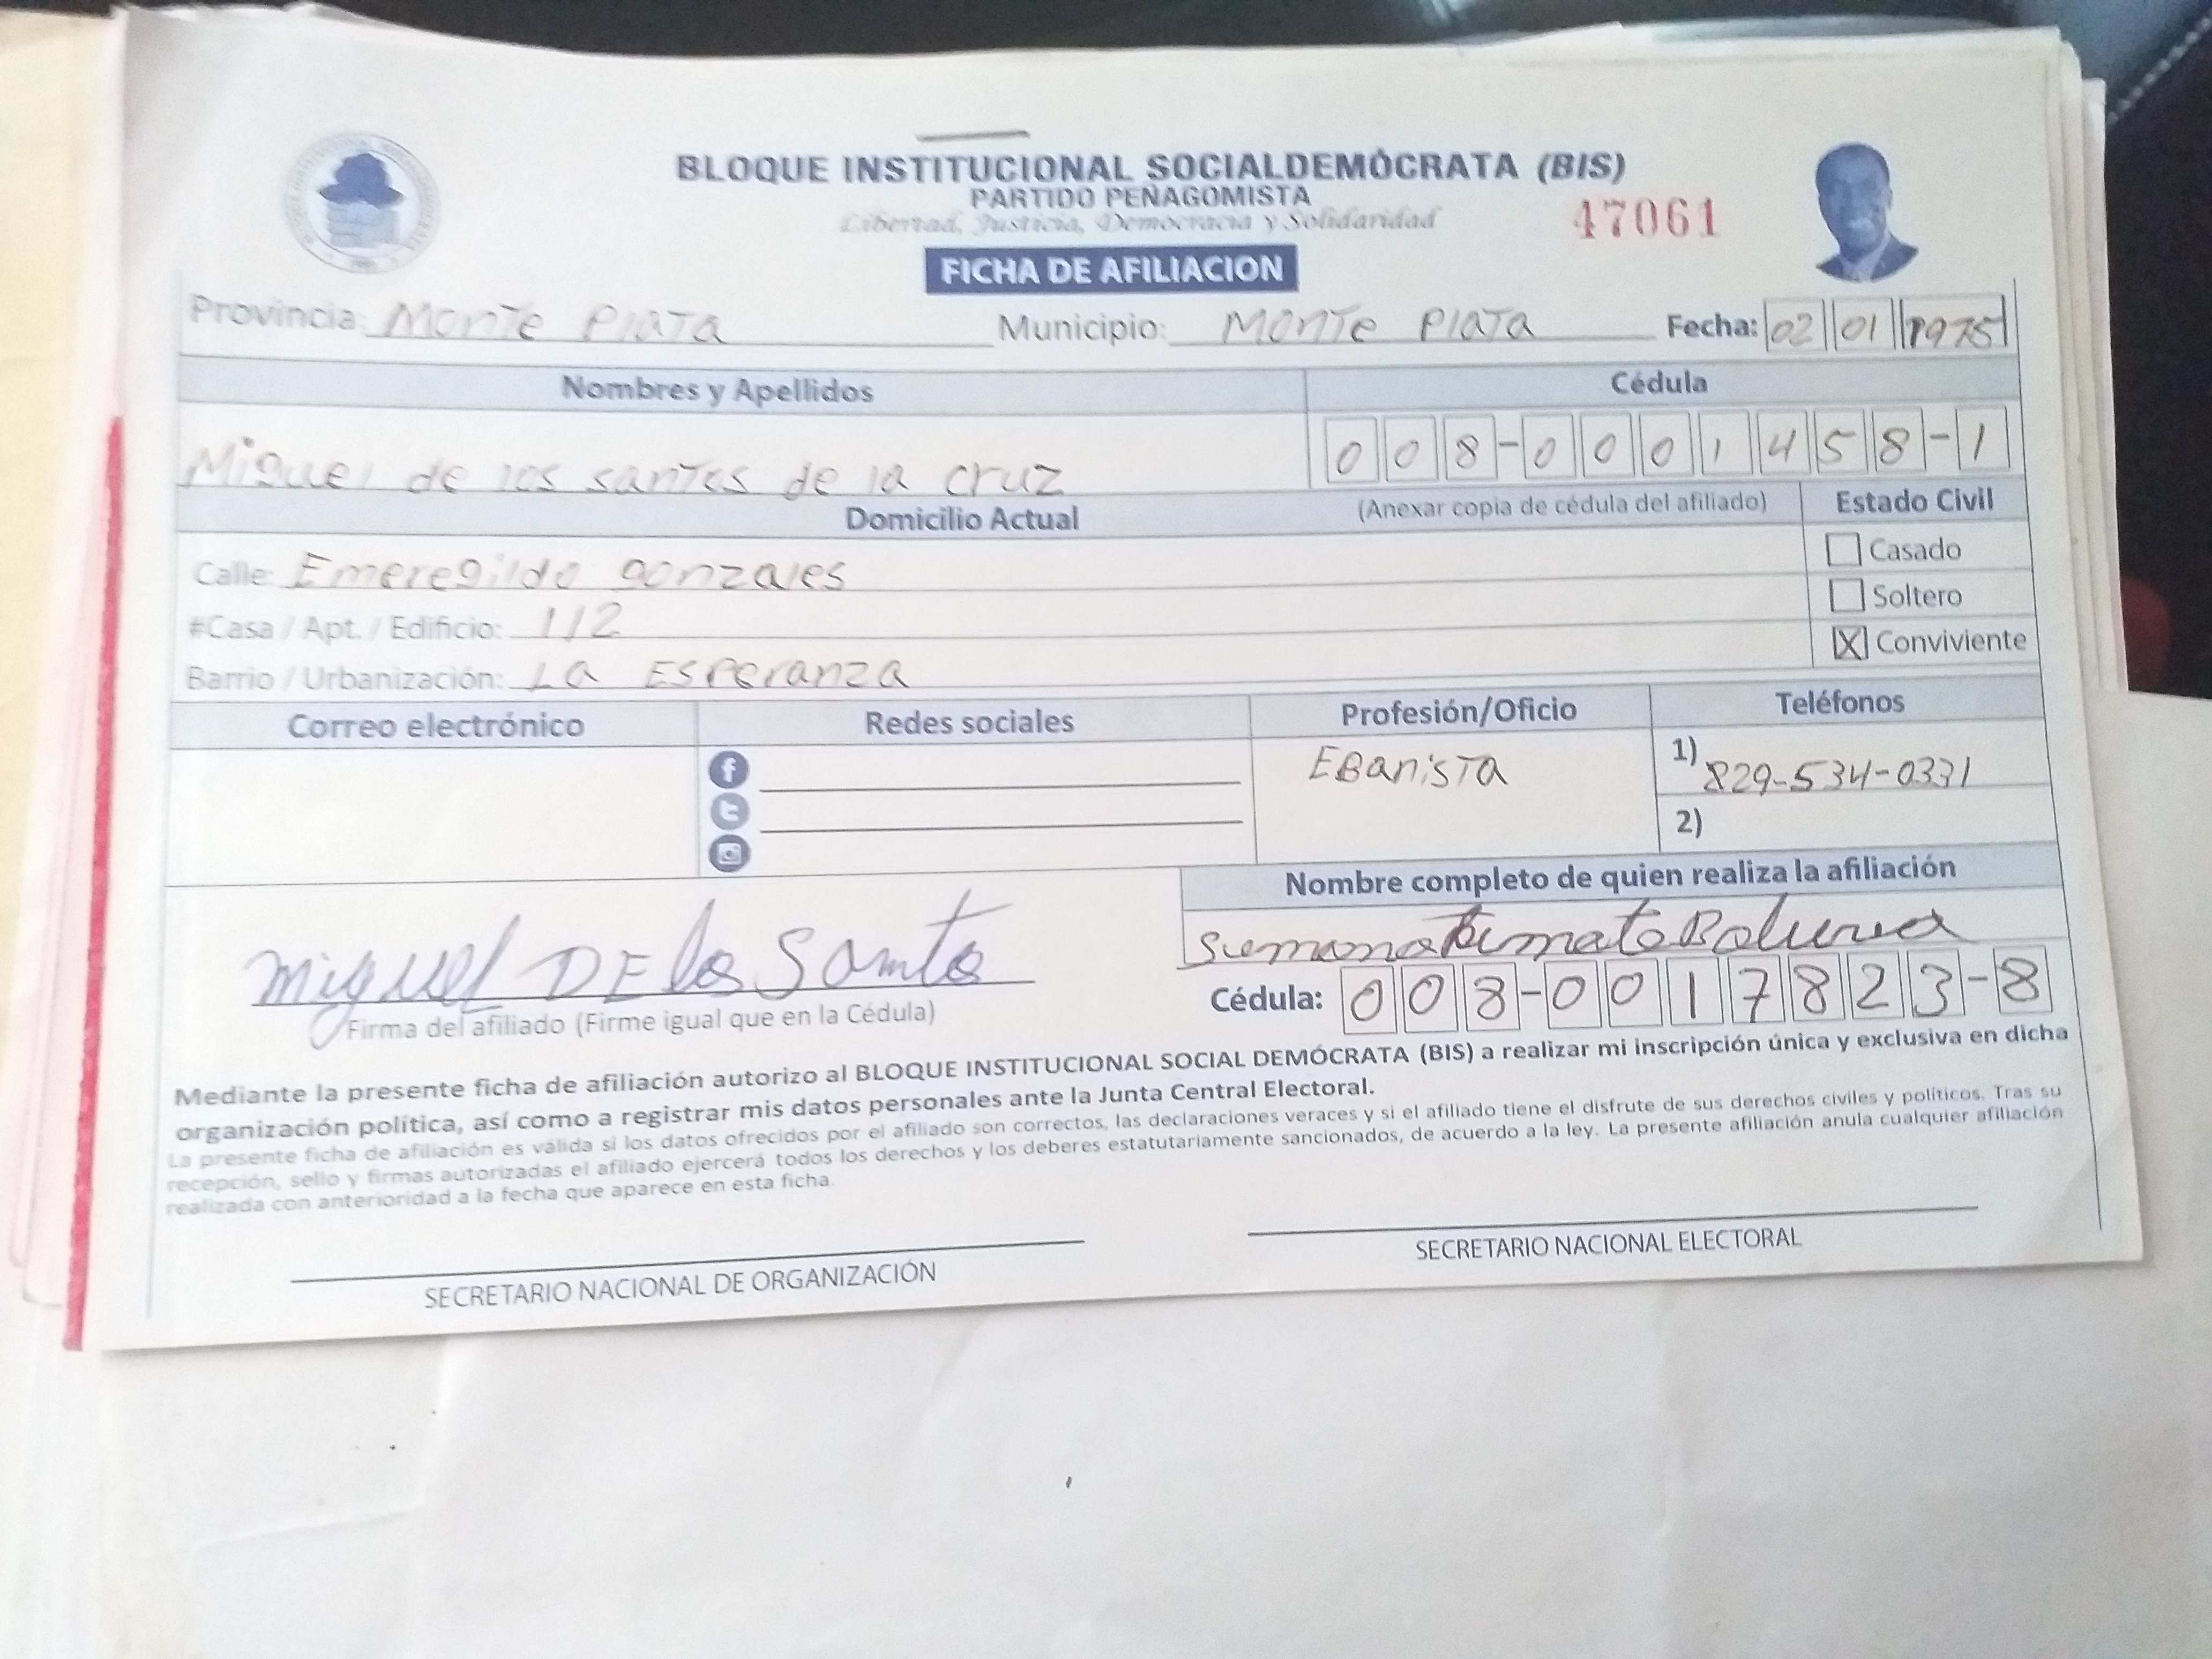 BLOQUE INSTITUCIONAL SOCIALDEMÓCRATA (BIS)
PARTIDO PEÑAGOMISTA
Libertad, Justicia, Democracia y Solidaridad
47061
FICHA DE AFILIACION
Provincia: Monte Plata Municipio: Monte Plata Fecha: 02 01 1975
Nombres y Apellidos Cédula
Miguel de los santos de la cruz 008-0001458-1
Domicilio Actual (Anexar copia de cédula del afiliado) Estado Civil
Calle: Emeregildo gonzales Casado
#Casa / Apt. / Edificio: 112 Soltero
Barrio / Urbanización: La Esperanza X Conviviente
Correo electrónico Redes sociales Profesión/Oficio Teléfonos
Ebanista 1) 829-534-0331
2)
Nombre completo de quien realiza la afiliación
Miguel DE los Santo
Firma del afiliado (Firme igual que en la Cédula) Cédula: 008-0017823-8
Mediante la presente ficha de afiliación autorizo al BLOQUE INSTITUCIONAL SOCIAL DEMÓCRATA (BIS) a realizar mi inscripción única y exclusiva en dicha
organización política, así como a registrar mis datos personales ante la Junta Central Electoral.
La presente ficha de afiliación es válida si los datos ofrecidos por el afiliado son correctos, las declaraciones veraces y si el afiliado tiene el disfrute de sus derechos civiles y políticos. Tras su
recepción, sello y firmas autorizadas el afiliado ejercerá todos los derechos y los deberes estatutariamente sancionados, de acuerdo a la ley. La presente afiliación anula cualquier afiliación
realizada con anterioridad a la fecha que aparece en esta ficha.
SECRETARIO NACIONAL DE ORGANIZACIÓN SECRETARIO NACIONAL ELECTORAL